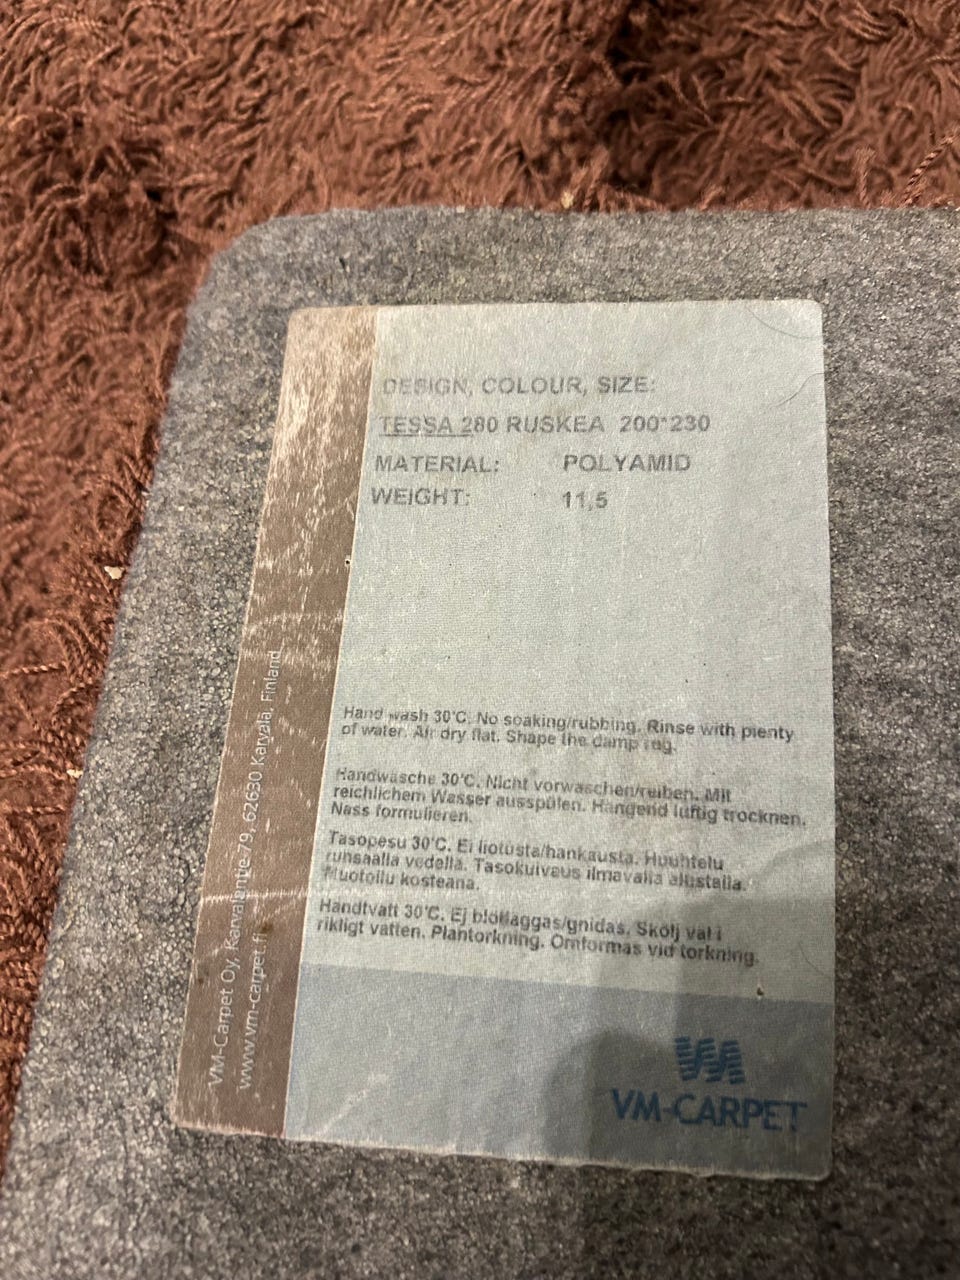 DESIGN, COLOUR, SIZE:
TESSA 280 RUSKEA 200*230
MATERIAL: POLYAMID
WEIGHT: 11,5
Hand wash 30°C. No soaking/rubbing. Rinse with plenty
of water. Air dry flat. Shape the damp rug.
Handwäsche 30°C. Nicht vorwaschen/reiben. Mit
reichlichem Wasser ausspülen. Hängend luftig trocknen.
Nass formulieren.
Tasopesu 30°C. Ei liotusta/hankausta. Huuhtelu
runsaalla vedellä. Tasokuivaus ilmavalla alustalla.
Muotoilu kosteana.
Handtvätt 30°C. Ej blötläggas/gnidas. Skölj väl i
rikligt vatten. Plantorkning. Omformas vid torkning.
VM-CARPET
VM-Carpet Oy, Karvalantie 79, 62630 Karvala, Finland
www.vm-carpet.fi